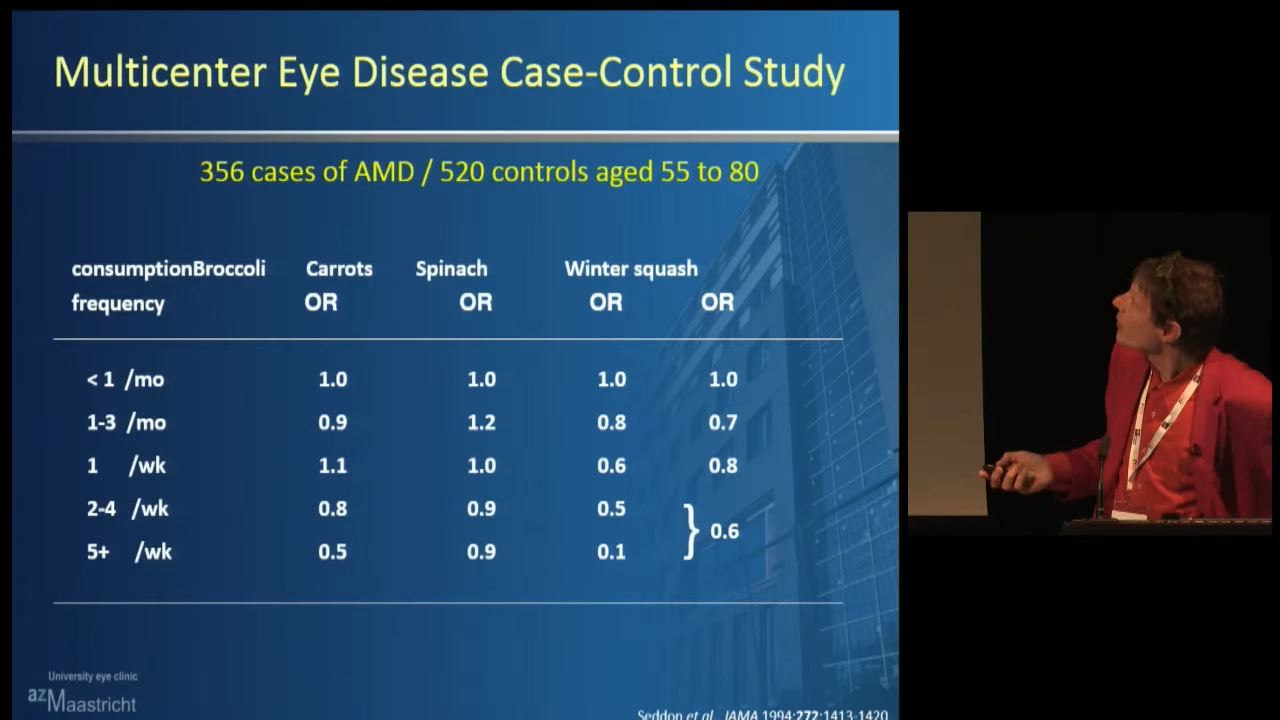 Multicenter Eye Disease Case-Control Study
356 cases of AMD / 520 controls aged 55 to 80
consumptionBroccoli Carrots Spinach Winter squash
frequency OR OR OR OR
< 1 /mo 1.0 1.0 1.0 1.0
1-3 /mo 0.9 1.2 0.8 0.7
1 /wk 1.1 1.0 0.6 0.8
2-4 /wk 0.8 0.9 0.5
} 0.6
5+ /wk 0.5 0.9 0.1
University eye clinic
azMaastricht
Seddon et al., JAMA 1994;272:1413-1420